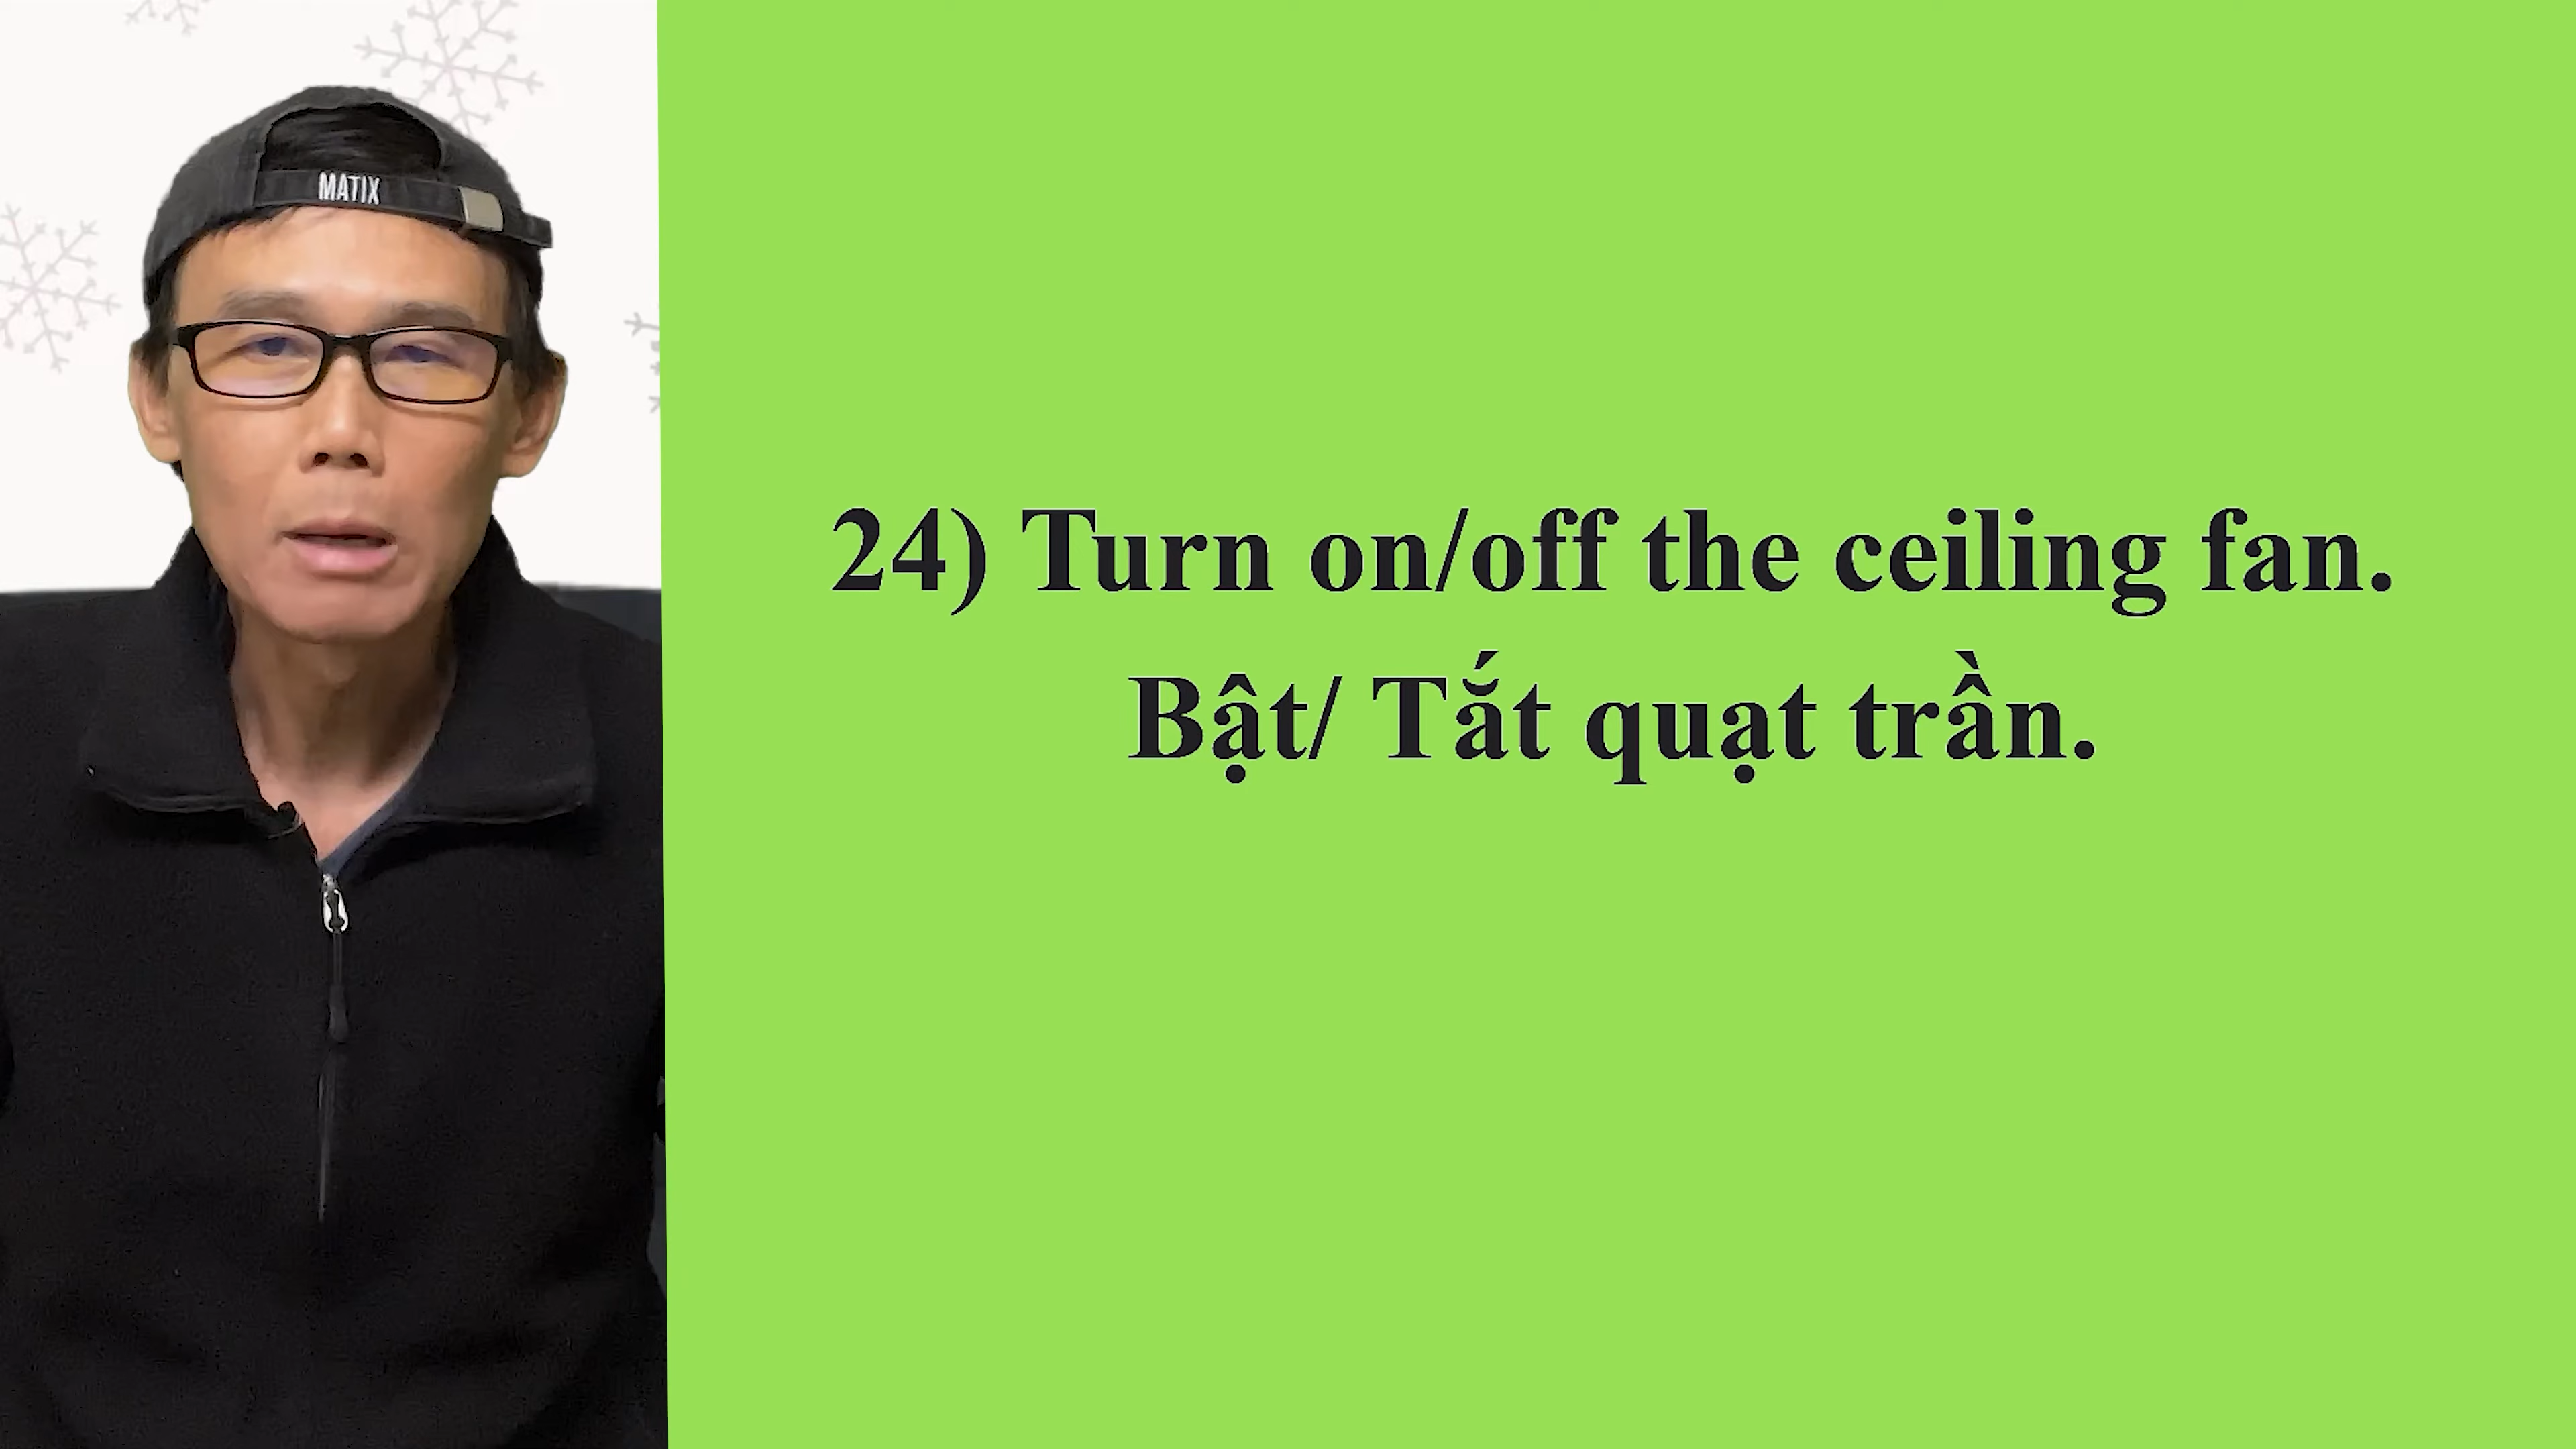 MATIX
24) Turn on/off the ceiling fan.
Bật/ Tắt quạt trần.